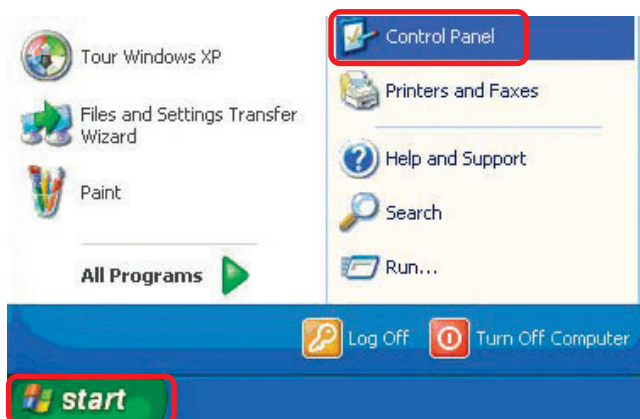 Tour Windows XP
Files and Settings Transfer
Wizard
Paint
All Programs
Control Panel
Printers and Faxes
Help and Support
Search
Run...
Log Off
Turn Off Computer
start